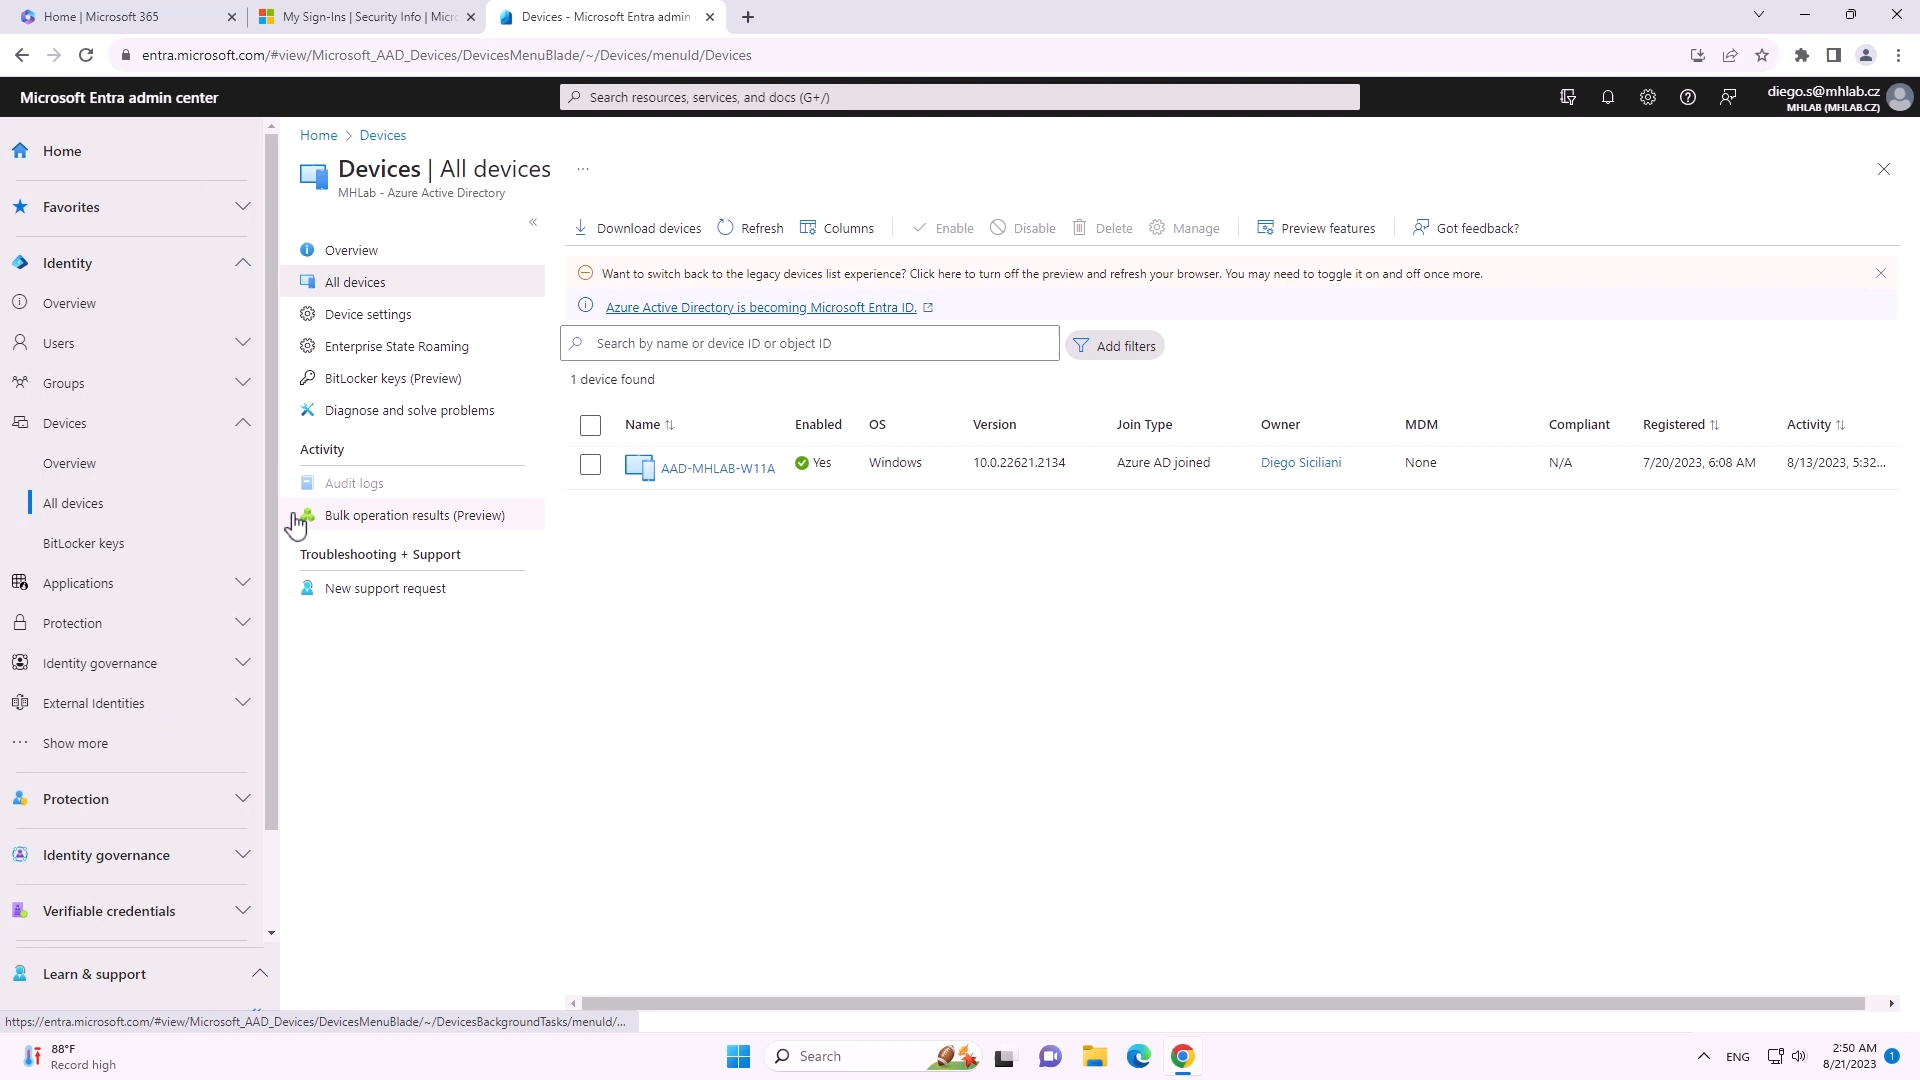 Home | Microsoft 365
My Sign-Ins | Security Info | Micr
Devices - Microsoft Entra admin
entra.microsoft.com/#view/Microsoft_AAD_Devices/DevicesMenuBlade/~/Devices/menuId/Devices
Microsoft Entra admin center
Search resources, services, and docs (G+/)
diego.s@mhlab.cz
MHLAB (MHLAB.CZ)
Home
Favorites
Identity
Overview
Users
Groups
Devices
Overview
All devices
BitLocker keys
Applications
Protection
Identity governance
External Identities
Show more
Protection
Identity governance
Verifiable credentials
Learn & support
Home > Devices
Devices | All devices
MHLab - Azure Active Directory
Overview
All devices
Device settings
Enterprise State Roaming
BitLocker keys (Preview)
Diagnose and solve problems
Activity
Audit logs
Bulk operation results (Preview)
Troubleshooting + Support
New support request
Download devices Refresh Columns Enable Disable Delete Manage Preview features Got feedback?
Want to switch back to the legacy devices list experience? Click here to turn off the preview and refresh your browser. You may need to toggle it on and off once more.
Azure Active Directory is becoming Microsoft Entra ID.
Search by name or device ID or object ID
Add filters
1 device found
Name Enabled OS Version Join Type Owner MDM Compliant Registered Activity
AAD-MHLAB-W11A Yes Windows 10.0.22621.2134 Azure AD joined Diego Siciliani None N/A 7/20/2023, 6:08 AM 8/13/2023, 5:32...
https://entra.microsoft.com/#view/Microsoft_AAD_Devices/DevicesMenuBlade/~/DevicesBackgroundTasks/menuId/...
88°F
Record high
Search
ENG
2:50 AM
8/21/2023
1